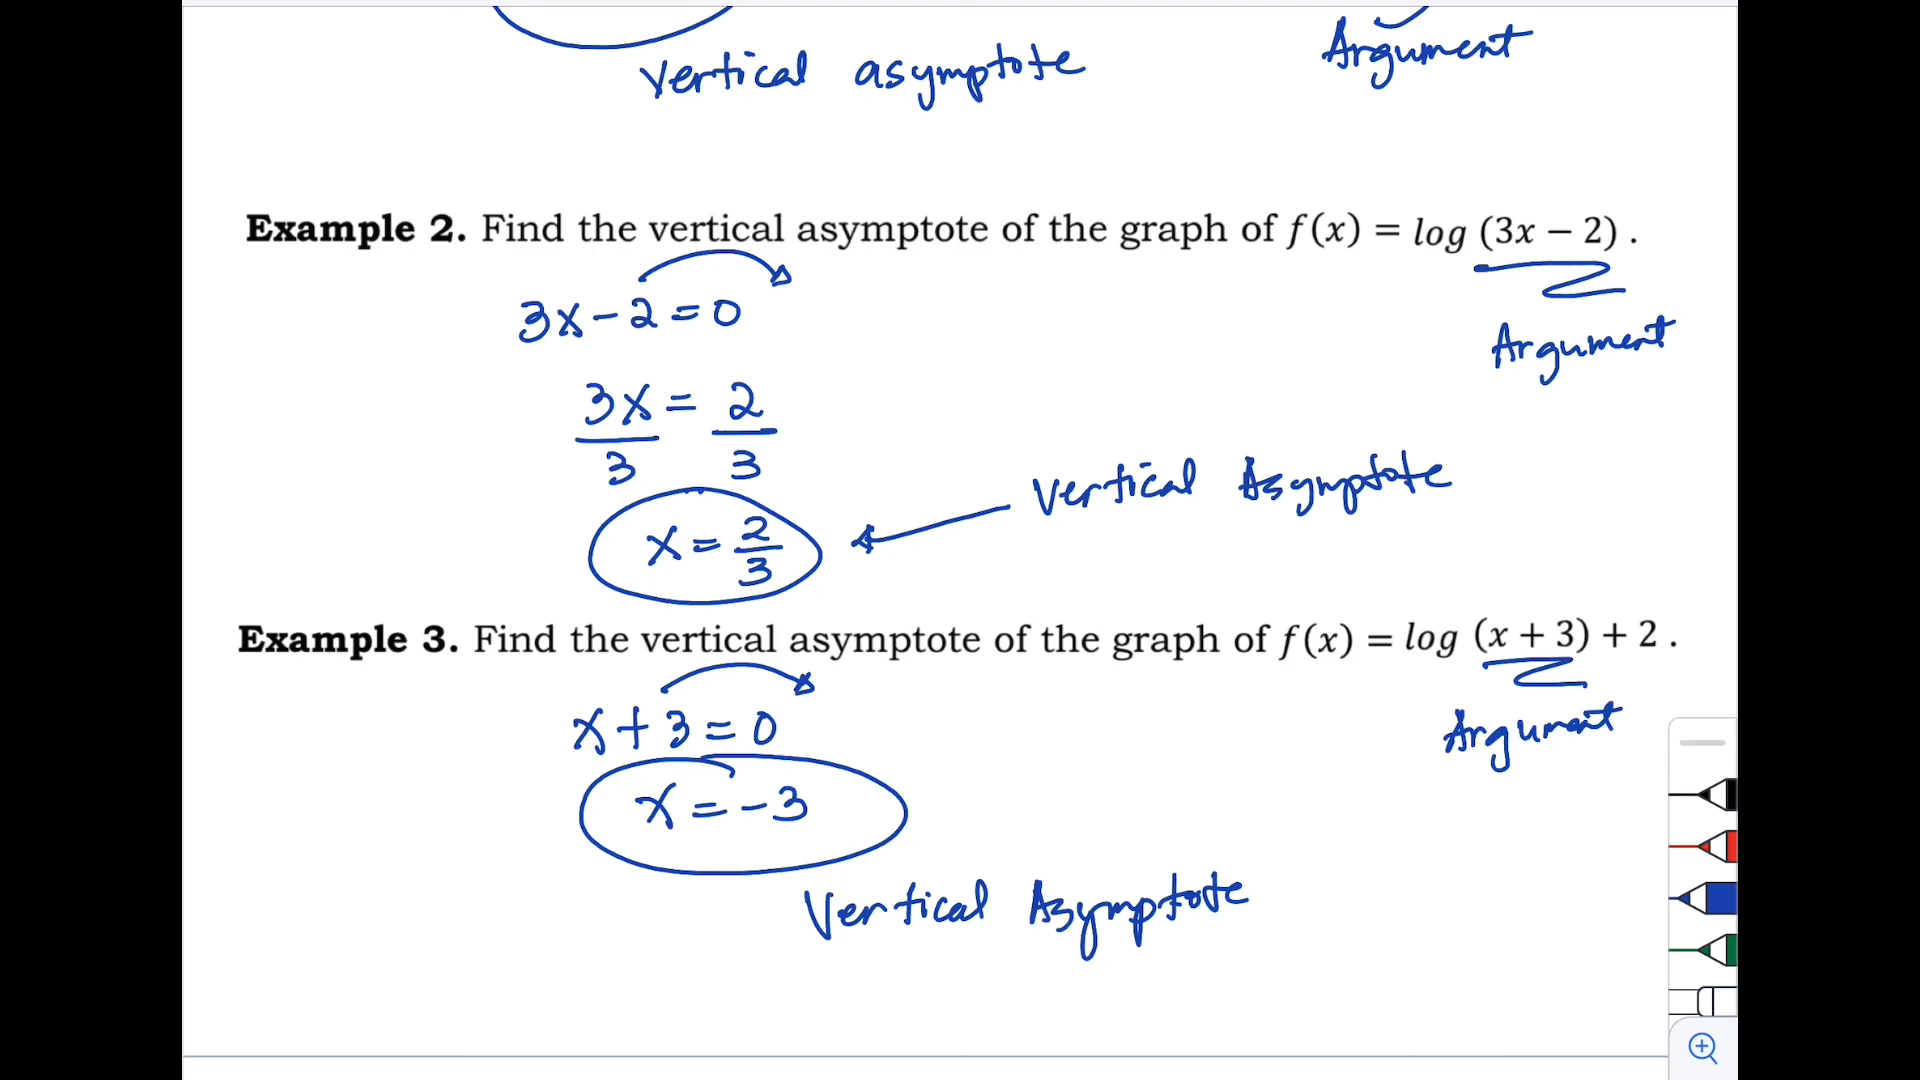 Vertical asymptote
Argument
Example 2. Find the vertical asymptote of the graph of f(x) = log (3x − 2) .
3x - 2 = 0
Argument
3x = 2
3 3
Vertical Asymptote
x = 2/3
Example 3. Find the vertical asymptote of the graph of f(x) = log (x + 3) + 2 .
x + 3 = 0
Argument
x = -3
Vertical Asymptote